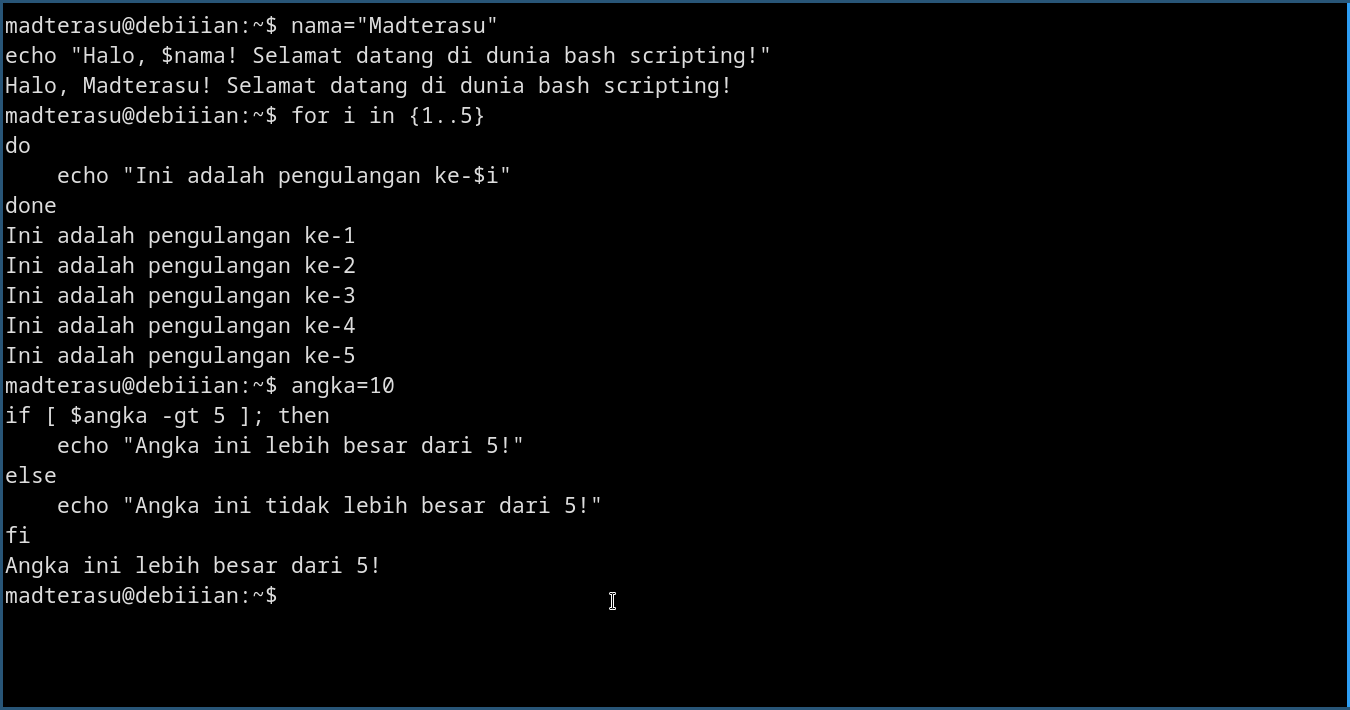 madterasu@debiiian:~$ nama="Madterasu"
echo "Halo, $nama! Selamat datang di dunia bash scripting!"
Halo, Madterasu! Selamat datang di dunia bash scripting!
madterasu@debiiian:~$ for i in {1..5}
do
    echo "Ini adalah pengulangan ke-$i"
done
Ini adalah pengulangan ke-1
Ini adalah pengulangan ke-2
Ini adalah pengulangan ke-3
Ini adalah pengulangan ke-4
Ini adalah pengulangan ke-5
madterasu@debiiian:~$ angka=10
if [ $angka -gt 5 ]; then
    echo "Angka ini lebih besar dari 5!"
else
    echo "Angka ini tidak lebih besar dari 5!"
fi
Angka ini lebih besar dari 5!
madterasu@debiiian:~$